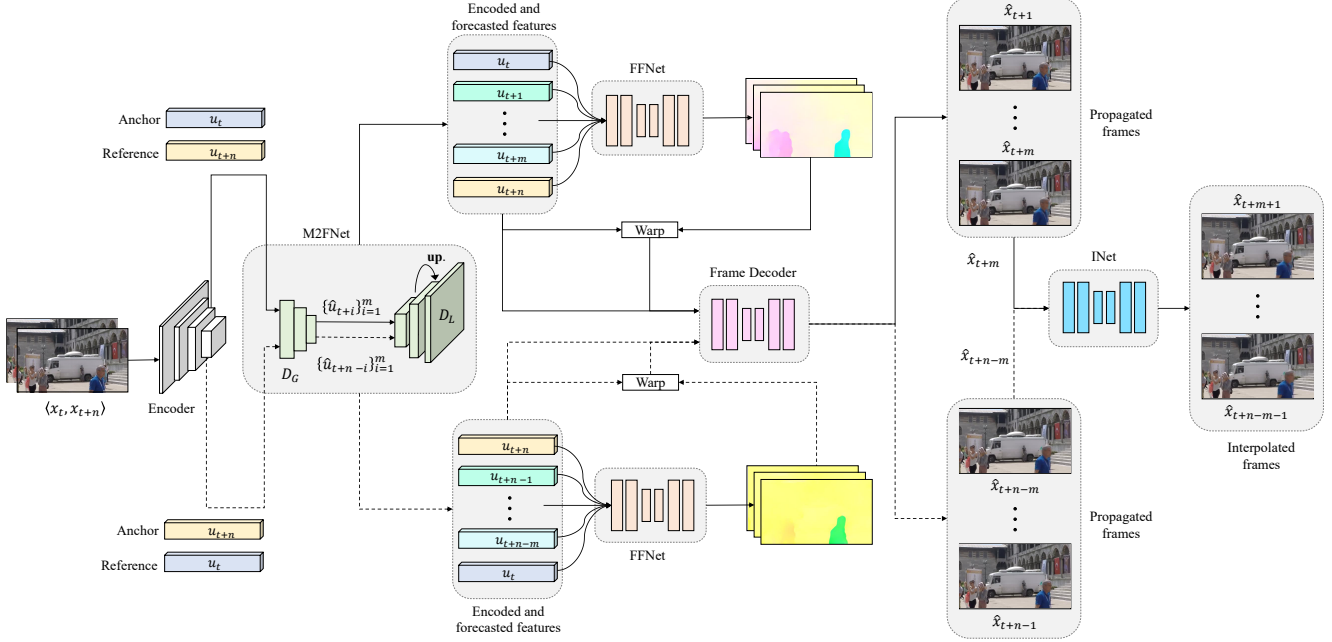 Encoded and
forecasted features
u_t
u_{t+1}
u_{t+m}
u_{t+n}
FFNet
Anchor u_t
Reference u_{t+n}
M2FNet
up.
{û_{t+i}}_{i=1}^m
{û_{t+n-i}}_{i=1}^m
D_G
D_L
⟨x_t, x_{t+n}⟩
Encoder
Anchor u_{t+n}
Reference u_t
Warp
Frame Decoder
Warp
u_{t+n}
u_{t+n-1}
u_{t+n-m}
u_t
FFNet
Encoded and
forecasted features
x̂_{t+1}
x̂_{t+m}
Propagated
frames
x̂_{t+m}
INet
x̂_{t+n-m}
x̂_{t+n-m}
x̂_{t+n-1}
Propagated
frames
x̂_{t+m+1}
x̂_{t+n-m-1}
Interpolated
frames